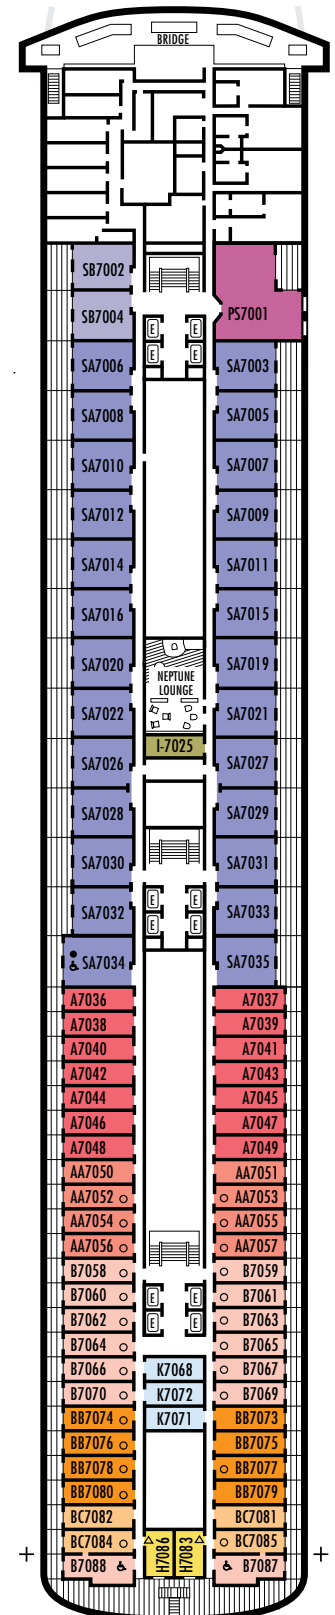 BRIDGE
SB7002
SB7004 PS7001
E E
E E
SA7006 SA7003
SA7008 SA7005
SA7010 SA7007
SA7012 SA7009
SA7014 SA7011
SA7016 SA7015
SA7020 SA7019
NEPTUNE
LOUNGE
SA7022 SA7021
SA7026 I-7025 SA7027
SA7028 SA7029
SA7030 SA7031
E E
SA7032 SA7033
E E
SA7034 SA7035
A7036 A7037
A7038 A7039
A7040 A7041
A7042 A7043
A7044 A7045
A7046 A7047
A7048 A7049
AA7050 AA7051
AA7052 AA7053
AA7054 AA7055
AA7056 AA7057
B7058 B7059
B7060 E E B7061
B7062 E E B7063
B7064 B7065
B7066 K7068 B7067
B7070 K7072 B7069
BB7074 K7071 BB7073
BB7076 BB7075
BB7078 BB7077
BB7080 BB7079
BC7082 BC7081
BC7084 H7086 H7083 BC7085
B7088 B7087